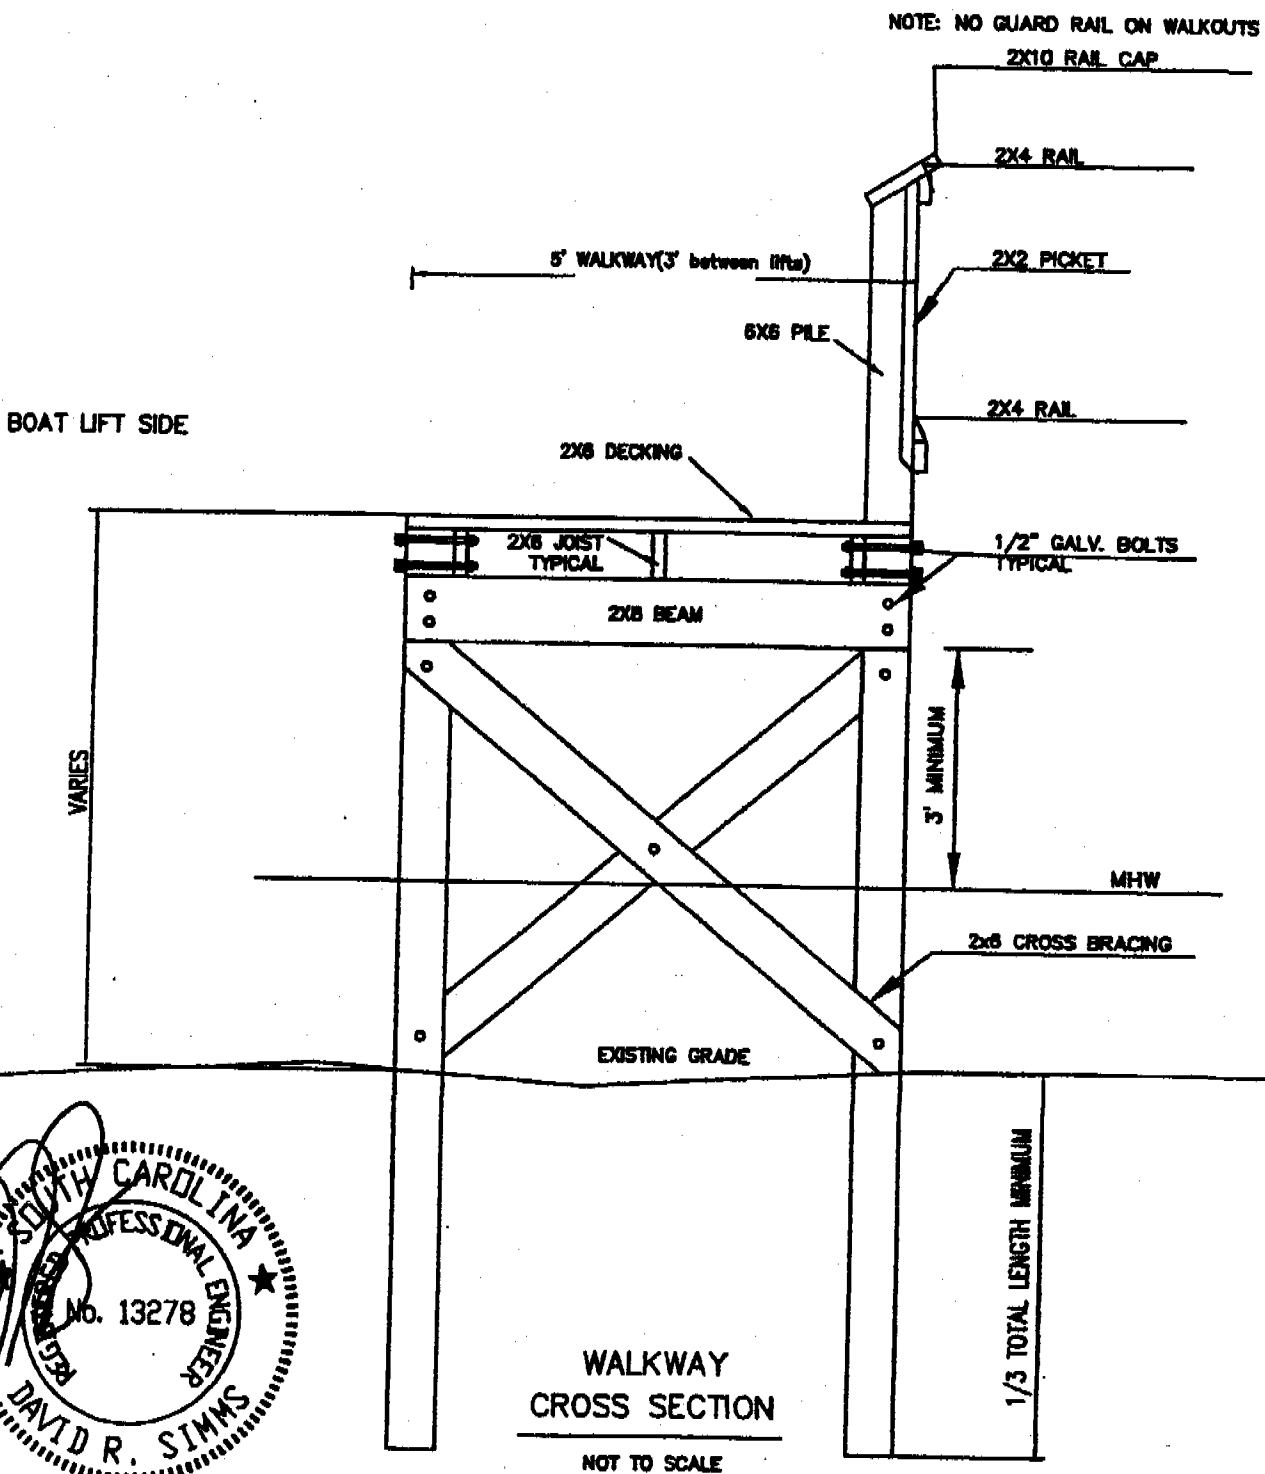 NOTE: NO GUARD RAIL ON WALKOUTS
2X10 RAIL CAP
2X4 RAIL
5' WALKWAY(3' between lifts)
2X2 PICKET
6X6 PILE
2X4 RAIL
BOAT LIFT SIDE
2X6 DECKING
2X6 JOIST
TYPICAL
1/2" GALV. BOLTS
TYPICAL
2X8 BEAM
3' MINIMUM
VARIES
MHW
2x6 CROSS BRACING
EXISTING GRADE
1/3 TOTAL LENGTH MINIMUM
SOUTH CAROLINA
REGISTERED PROFESSIONAL ENGINEER
No. 13278
DAVID R. SIMMS
WALKWAY
CROSS SECTION
NOT TO SCALE